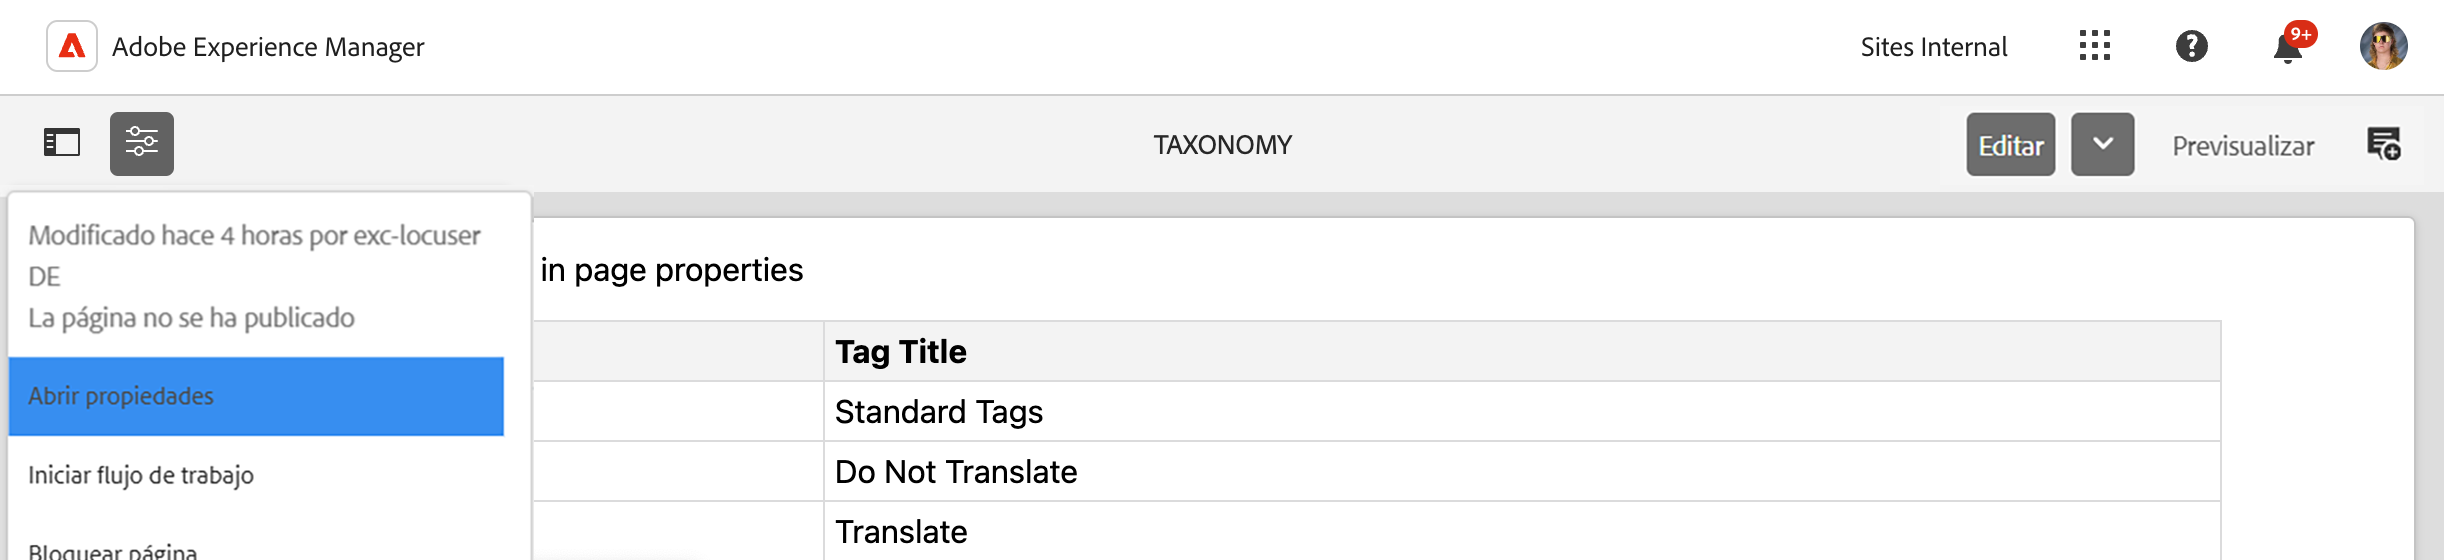 Adobe Experience Manager
Sites Internal
9+
TAXONOMY
Editar
Previsualizar
Modificado hace 4 horas por exc-locuser
DE
La página no se ha publicado
in page properties
Tag Title
Abrir propiedades
Standard Tags
Iniciar flujo de trabajo
Do Not Translate
Translate
Bloquear página